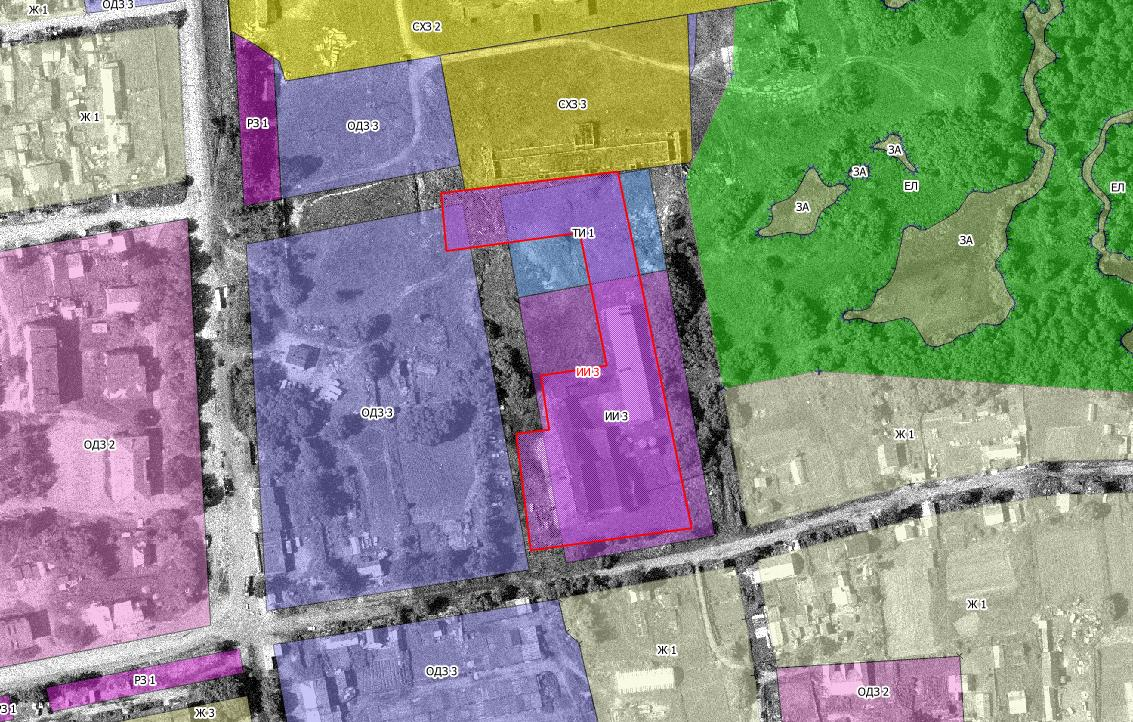 Ж 1
ОДЗ 3
СХЗ 2
Ж 1
РЗ 1
ОДЗ 3
СХЗ 3
ЗА
ЗА
ЕЛ
ЕЛ
ЗА
ТИ 1
ЗА
ИИ 3
ОДЗ 3
ИИ 3
Ж 1
ОДЗ 2
Ж 1
Ж 1
ОДЗ 3
РЗ 1
ОДЗ 2
З 1
Ж 3